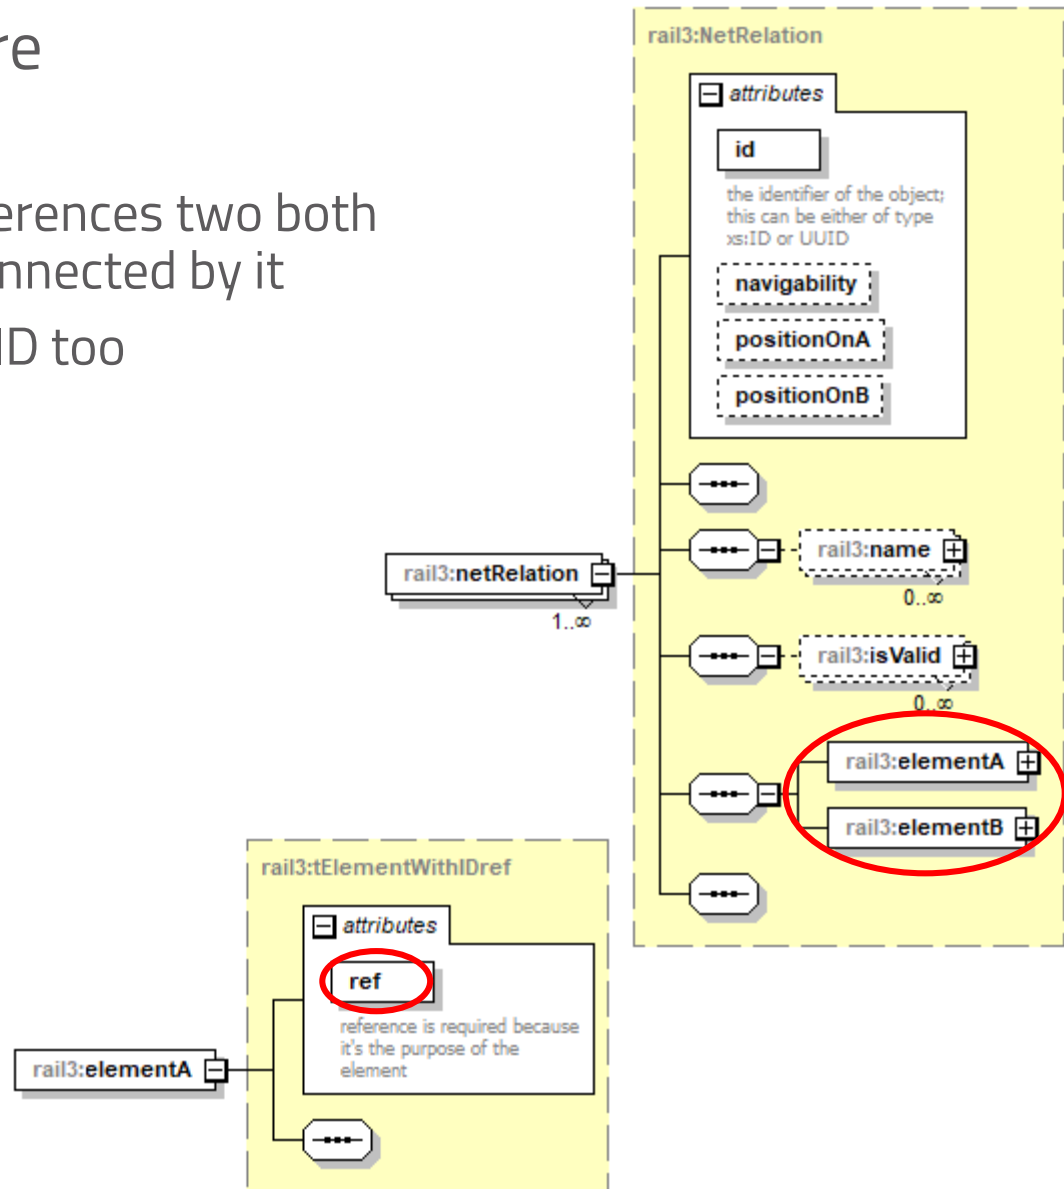 re
erences two both
nnected by it
ID too
rail3:NetRelation
attributes
id
the identifier of the object;
this can be either of type
xs:ID or UUID
navigability
positionOnA
positionOnB
rail3:name
0..∞
rail3:netRelation
1..∞
rail3:isValid
0..∞
rail3:elementA
rail3:elementB
rail3:tElementWithIDref
attributes
ref
reference is required because
it's the purpose of the
element
rail3:elementA